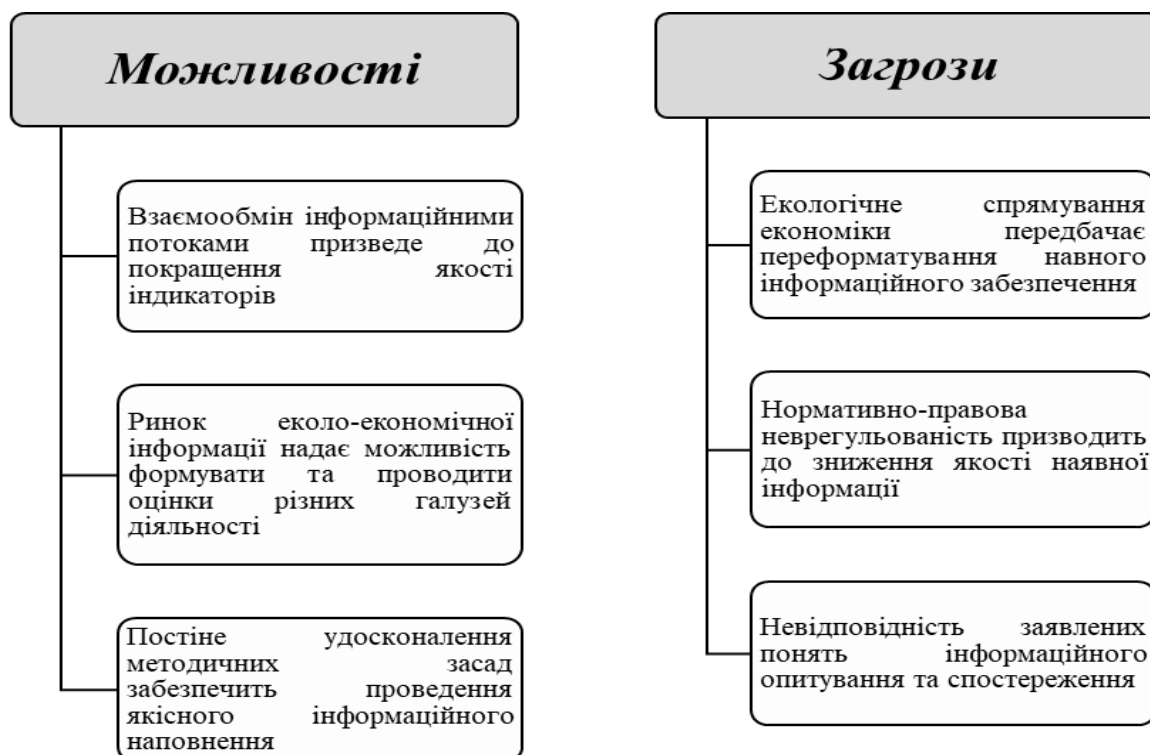 Можливості
Взаємообмін інформаційними
потоками призведе до
покращення якості
індикаторів
Ринок еколо-економічної
інформації надає можливість
формувати та проводити
оцінки різних галузей
діяльності
Постіне удосконалення
методичних засад
забезпечить проведення
якісного інформаційного
наповнення
Загрози
Екологічне спрямування
економіки передбачає
переформатування навного
інформаційного забезпечення
Нормативно-правова
неврегульованість призводить
до зниження якості наявної
інформації
Невідповідність заявлених
понять інформаційного
опитування та спостереження